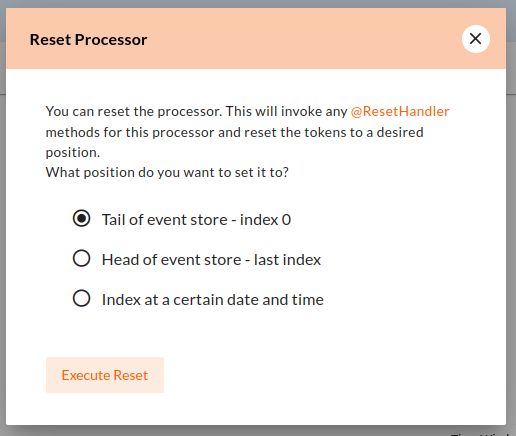 Reset Processor
You can reset the processor. This will invoke any @ResetHandler
methods for this processor and reset the tokens to a desired
position.
What position do you want to set it to?
Tail of event store - index 0
Head of event store - last index
Index at a certain date and time
Execute Reset